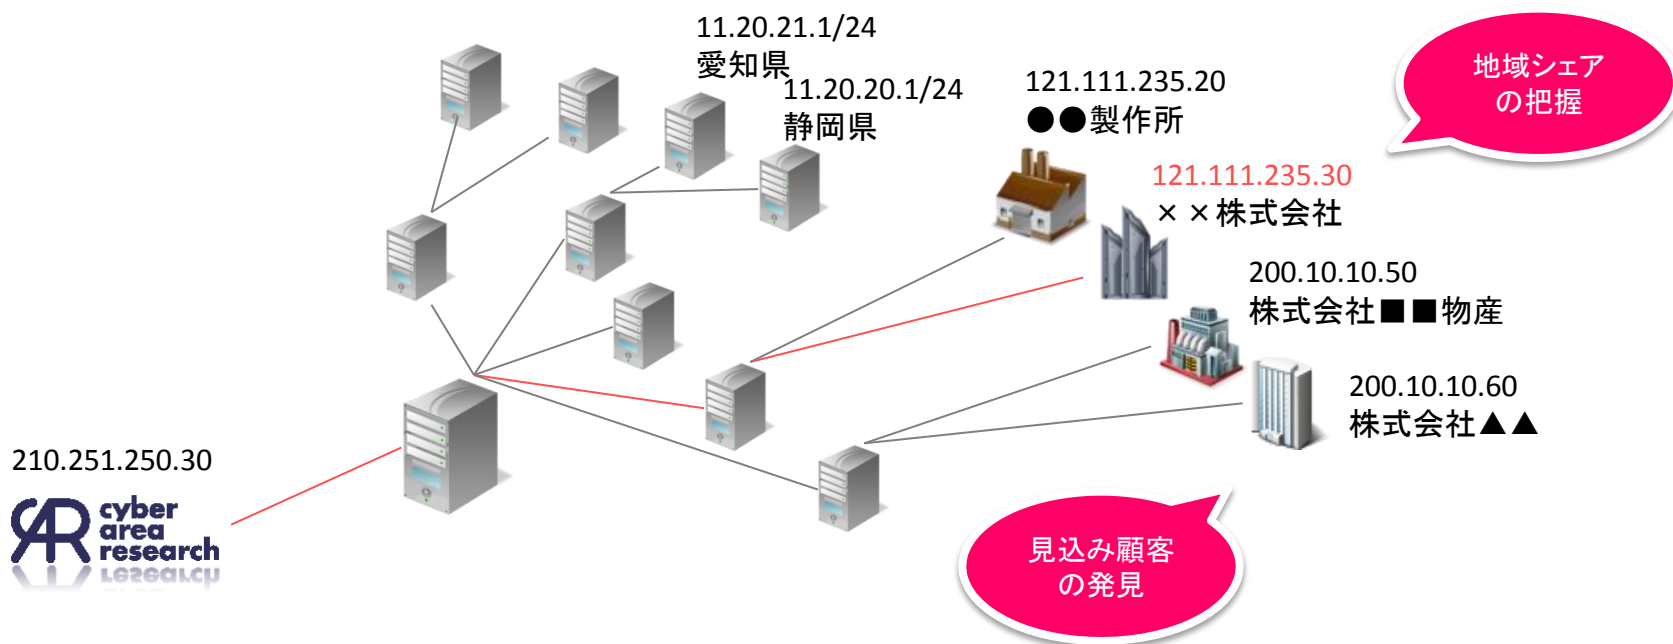 11.20.21.1/24
愛知県
11.20.20.1/24
静岡県
121.111.235.20
●●製作所
地域シェア
の把握
121.111.235.30
××株式会社
200.10.10.50
株式会社■■物産
200.10.10.60
株式会社▲▲
210.251.250.30
CAR
cyber
area
research
見込み顧客
の発見